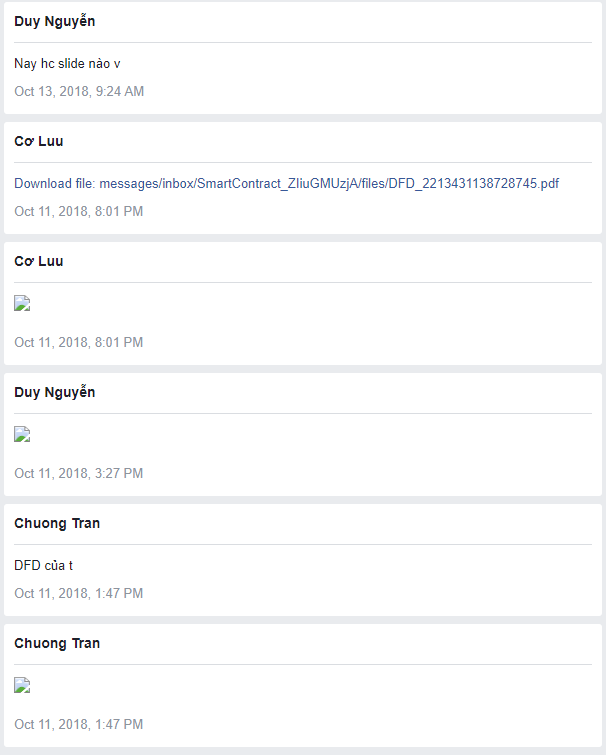 Duy Nguyễn
Nay hc slide nào v
Oct 13, 2018, 9:24 AM
Cơ Luu
Download file: messages/inbox/SmartContract_ZIiuGMUzjA/files/DFD_2213431138728745.pdf
Oct 11, 2018, 8:01 PM
Cơ Luu
Oct 11, 2018, 8:01 PM
Duy Nguyễn
Oct 11, 2018, 3:27 PM
Chuong Tran
DFD của t
Oct 11, 2018, 1:47 PM
Chuong Tran
Oct 11, 2018, 1:47 PM